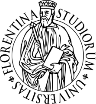 FLORENTINA · STUDIORUM · UNIVERSITAS ·